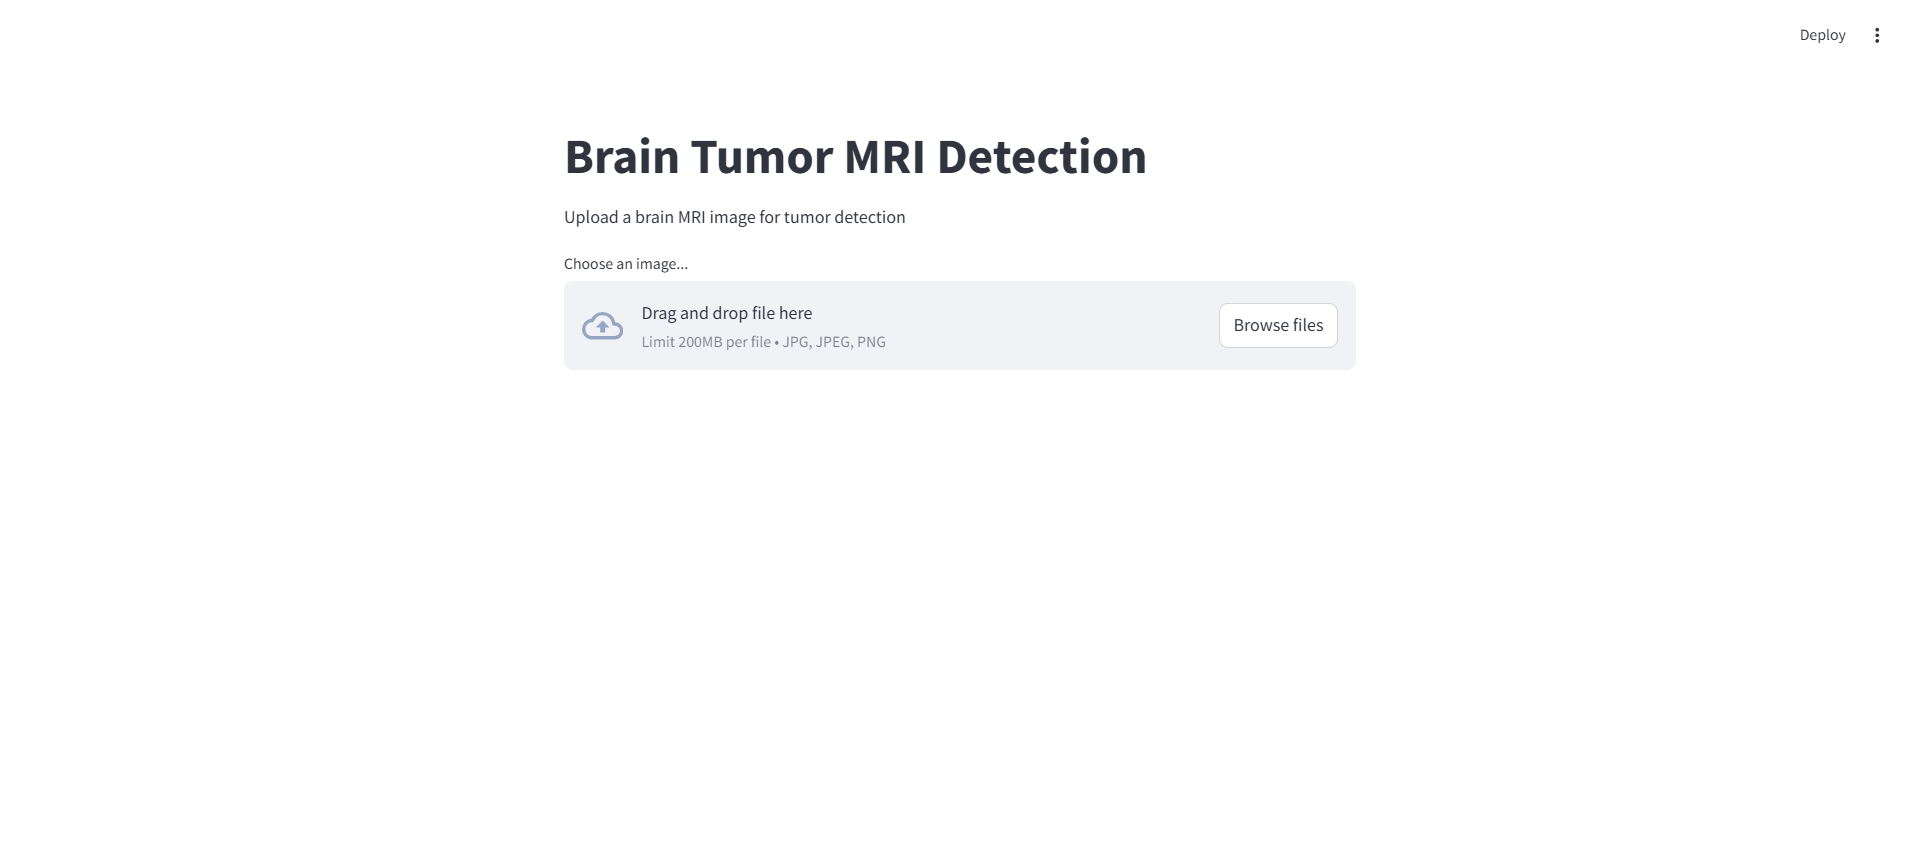 Deploy
Brain Tumor MRI Detection
Upload a brain MRI image for tumor detection
Choose an image...
Drag and drop file here
Limit 200MB per file • JPG, JPEG, PNG
Browse files